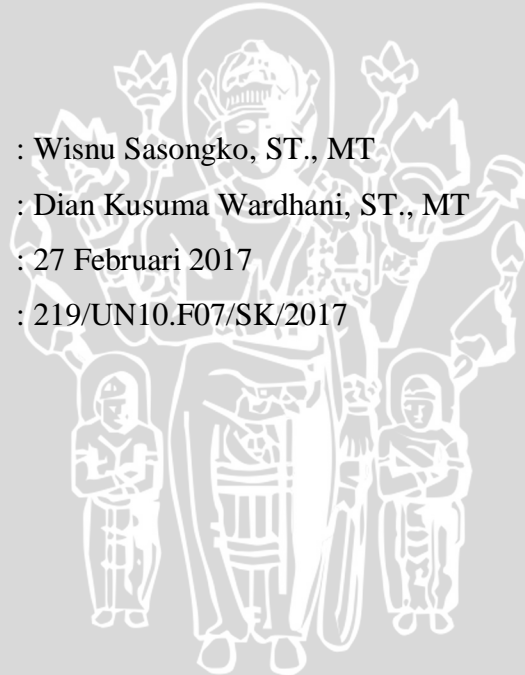 : Wisnu Sasongko, ST., MT
: Dian Kusuma Wardhani, ST., MT
: 27 Februari 2017
: 219/UN10.F07/SK/2017